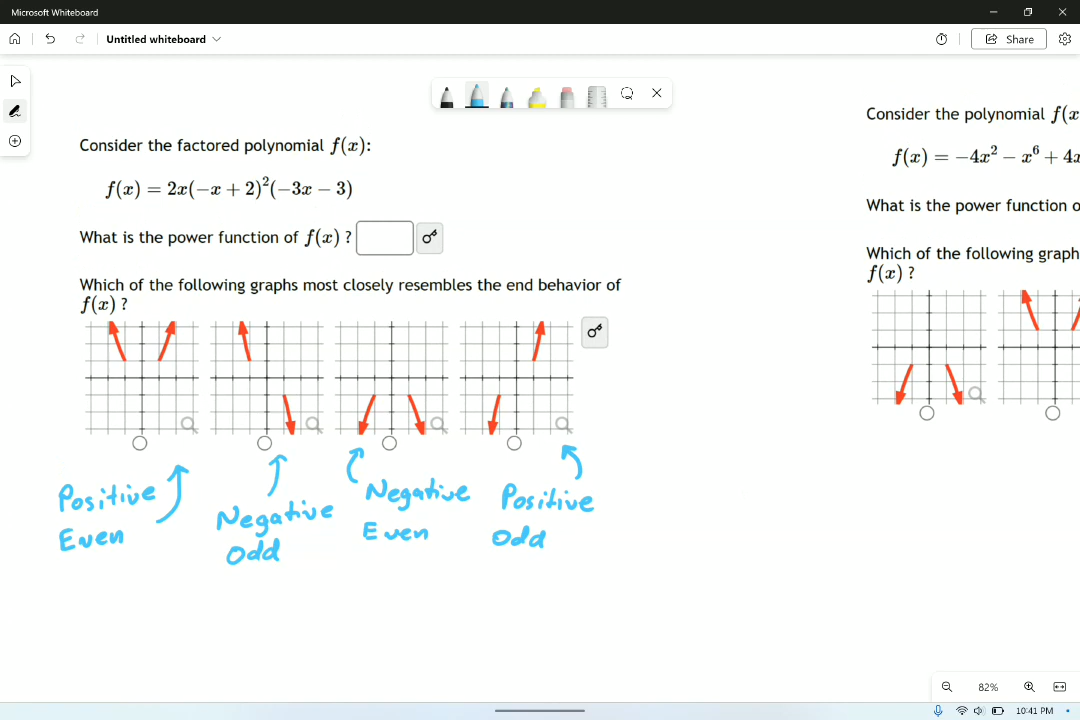 Microsoft Whiteboard
Untitled whiteboard
Share
Consider the factored polynomial f(x):
f(x) = 2x(−x + 2)²(−3x − 3)
What is the power function of f(x) ?
Which of the following graphs most closely resembles the end behavior of
f(x) ?
Positive
Even
Negative
odd
Negative
Even
Positive
Odd
Consider the polynomial f(x
f(x) = −4x² − x⁶ + 4x
What is the power function o
Which of the following graph
f(x) ?
82%
10:41 PM